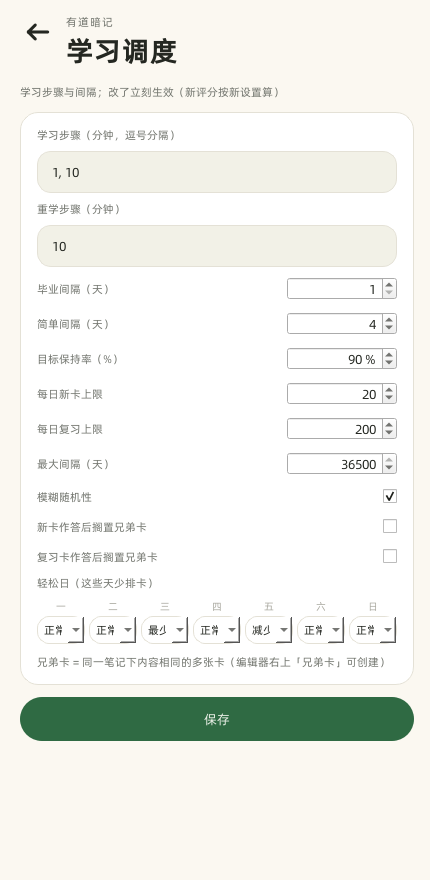 有道暗记
学习调度
学习步骤与间隔；改了立刻生效（新评分按新设置算）
学习步骤（分钟，逗号分隔）
1, 10
重学步骤（分钟）
10
毕业间隔（天） 1
简单间隔（天） 4
目标保持率（%） 90 %
每日新卡上限 20
每日复习上限 200
最大间隔（天） 36500
模糊随机性
新卡作答后搁置兄弟卡
复习卡作答后搁置兄弟卡
轻松日（这些天少排卡）
一 二 三 四 五 六 日
正 正 最少 正 减少 正 正
兄弟卡 = 同一笔记下内容相同的多张卡（编辑器右上「兄弟卡」可创建）
保存